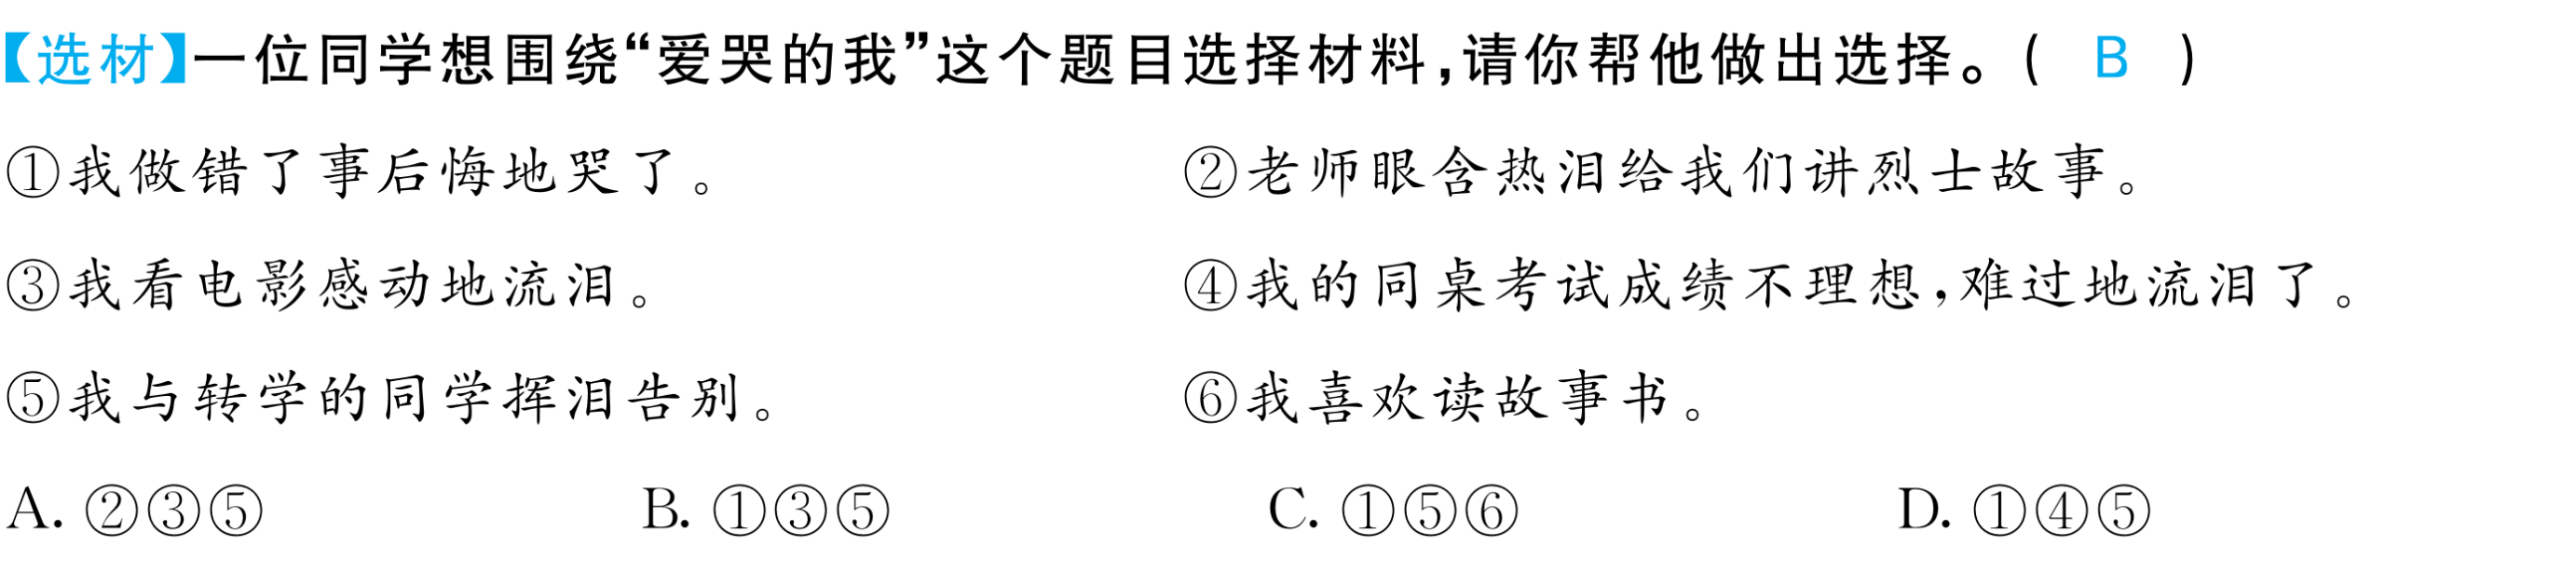 【选材】一位同学想围绕“爱哭的我”这个题目选择材料,请你帮他做出选择。( B )
①我做错了事后悔地哭了。 ②老师眼含热泪给我们讲烈士故事。
③我看电影感动地流泪。 ④我的同桌考试成绩不理想,难过地流泪了。
⑤我与转学的同学挥泪告别。 ⑥我喜欢读故事书。
A. ②③⑤ B. ①③⑤ C. ①⑤⑥ D. ①④⑤